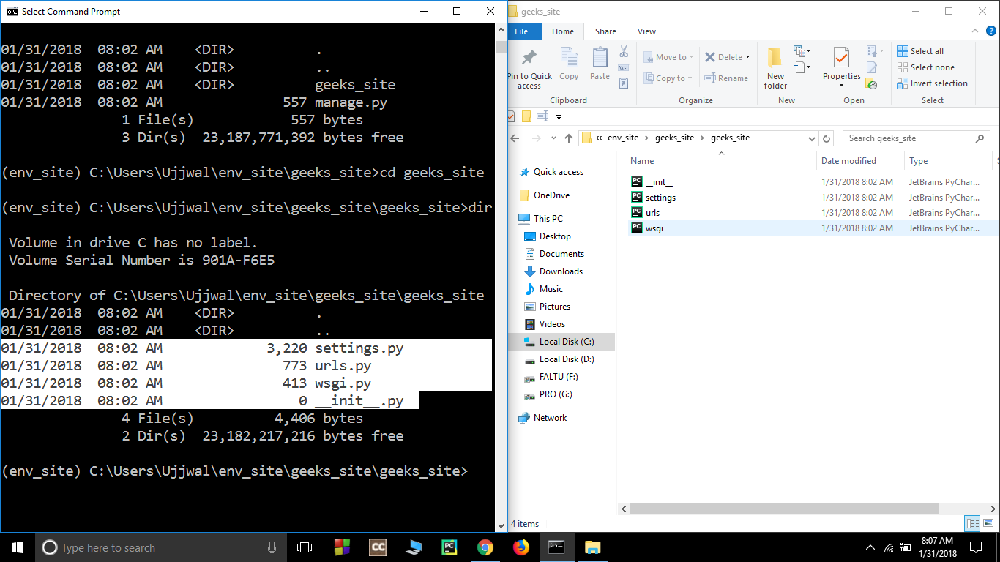 Select Command Prompt
01/31/2018  08:02 AM    <DIR>          .
01/31/2018  08:02 AM    <DIR>          ..
01/31/2018  08:02 AM    <DIR>          geeks_site
01/31/2018  08:02 AM               557 manage.py
1 File(s)            557 bytes
3 Dir(s)  23,187,771,392 bytes free
(env_site) C:\Users\Ujjwal\env_site\geeks_site>cd geeks_site
(env_site) C:\Users\Ujjwal\env_site\geeks_site\geeks_site>dir
Volume in drive C has no label.
Volume Serial Number is 901A-F6E5
Directory of C:\Users\Ujjwal\env_site\geeks_site\geeks_site
01/31/2018  08:02 AM    <DIR>          .
01/31/2018  08:02 AM    <DIR>          ..
01/31/2018  08:02 AM             3,220 settings.py
01/31/2018  08:02 AM               773 urls.py
01/31/2018  08:02 AM               413 wsgi.py
01/31/2018  08:02 AM                 0 __init__.py
4 File(s)          4,406 bytes
2 Dir(s)  23,182,217,216 bytes free
(env_site) C:\Users\Ujjwal\env_site\geeks_site\geeks_site>
geeks_site
File Home Share View
Pin to Quick access
Copy
Paste
Clipboard
Move to
Copy to
Delete
Rename
Organize
New folder
New
Properties
Open
Select all
Select none
Invert selection
Select
« env_site > geeks_site > geeks_site
Search geeks_site
Quick access
OneDrive
This PC
Desktop
Documents
Downloads
Music
Pictures
Videos
Local Disk (C:)
Local Disk (D:)
FALTU (F:)
PRO (G:)
Network
Name Date modified Type S
__init__ 1/31/2018 8:02 AM JetBrains PyChar...
settings 1/31/2018 8:02 AM JetBrains PyChar...
urls 1/31/2018 8:02 AM JetBrains PyChar...
wsgi 1/31/2018 8:02 AM JetBrains PyChar...
4 items
Type here to search
CC
PC
8:07 AM
1/31/2018